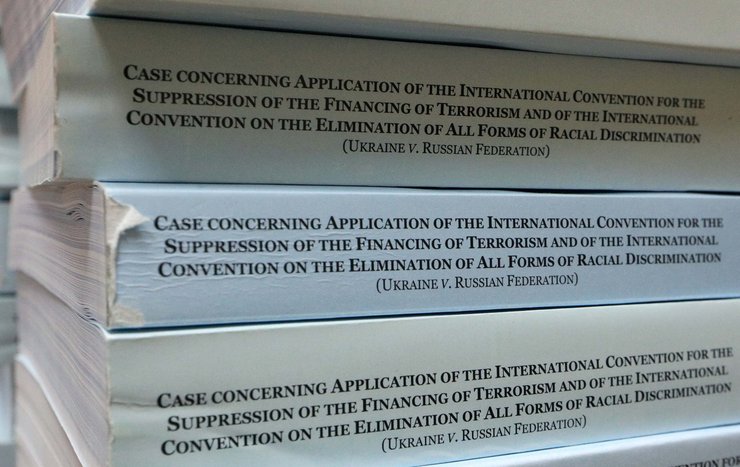 CASE CONCERNING APPLICATION OF THE INTERNATIONAL CONVENTION FOR THE
SUPPRESSION OF THE FINANCING OF TERRORISM AND OF THE INTERNATIONAL
CONVENTION ON THE ELIMINATION OF ALL FORMS OF RACIAL DISCRIMINATION
(UKRAINE V. RUSSIAN FEDERATION)
CASE CONCERNING APPLICATION OF THE INTERNATIONAL CONVENTION FOR THE
SUPPRESSION OF THE FINANCING OF TERRORISM AND OF THE INTERNATIONAL
CONVENTION ON THE ELIMINATION OF ALL FORMS OF RACIAL DISCRIMINATION
(UKRAINE V. RUSSIAN FEDERATION)
CASE CONCERNING APPLICATION OF THE INTERNATIONAL CONVENTION FOR THE
SUPPRESSION OF THE FINANCING OF TERRORISM AND OF THE INTERNATIONAL
CONVENTION ON THE ELIMINATION OF ALL FORMS OF RACIAL DISCRIMINATION
(UKRAINE V. RUSSIAN FEDERATION)